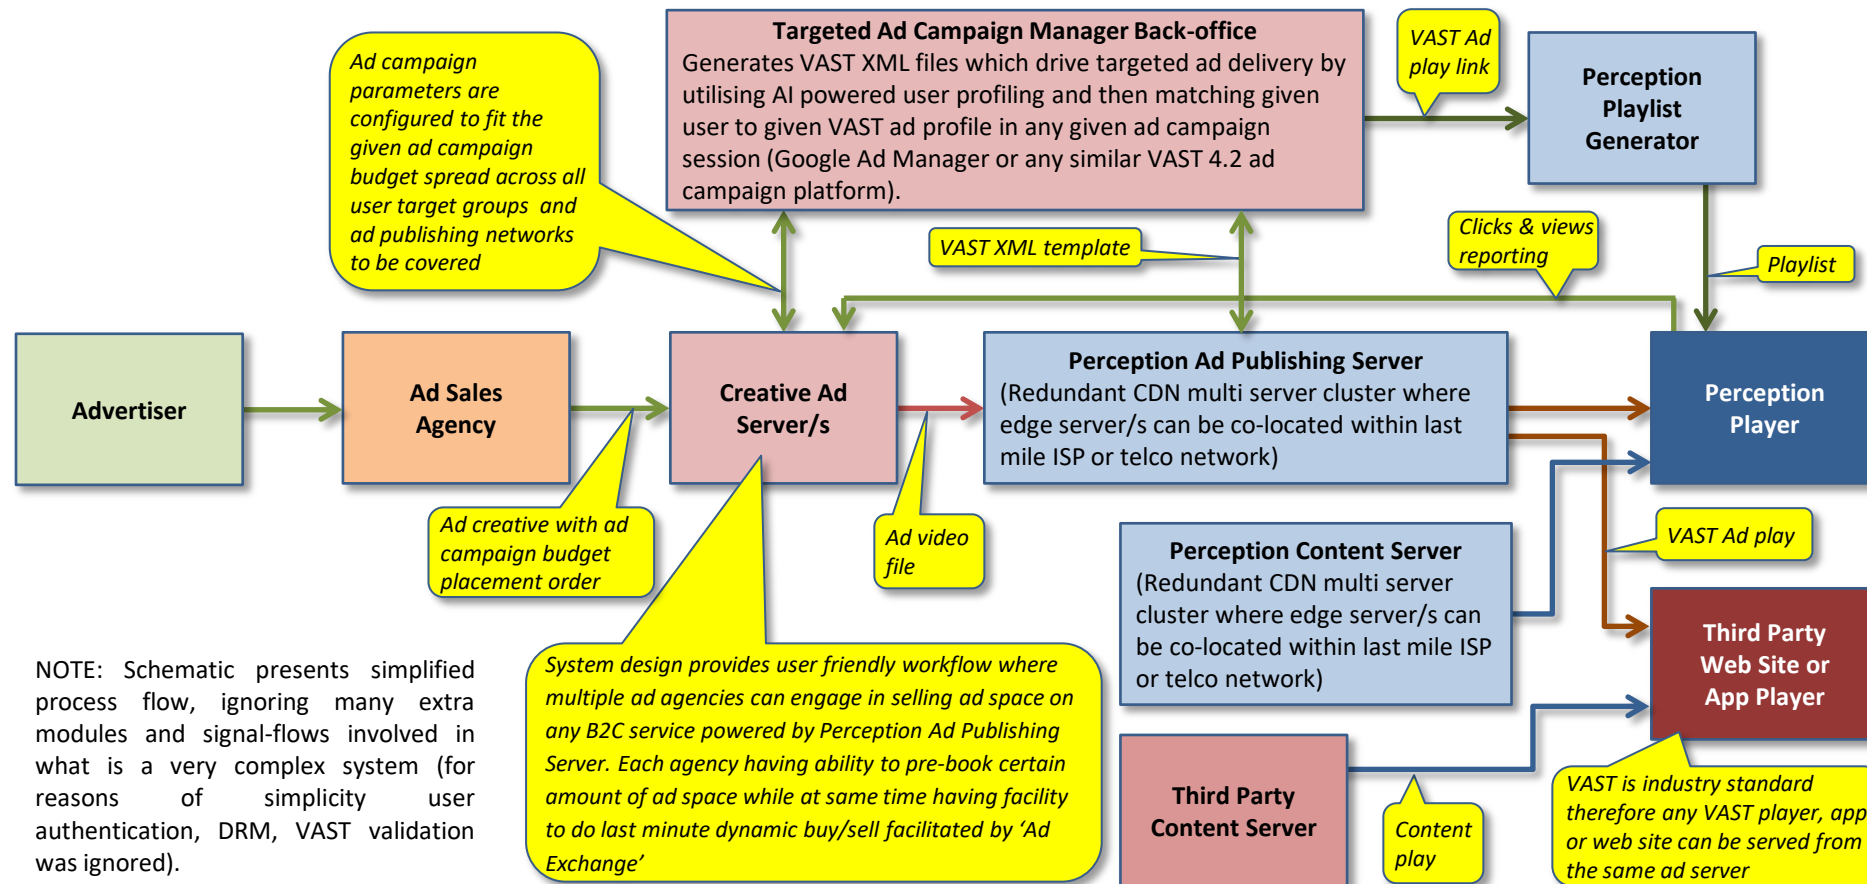 Targeted Ad Campaign Manager Back-office
Generates VAST XML files which drive targeted ad delivery by
utilising AI powered user profiling and then matching given
user to given VAST ad profile in any given ad campaign
session (Google Ad Manager or any similar VAST 4.2 ad
campaign platform).
Ad campaign
parameters are
configured to fit the
given ad campaign
budget spread across all
user target groups and
ad publishing networks
to be covered
VAST Ad
play link
Perception
Playlist
Generator
VAST XML template
Clicks & views
reporting
Playlist
Advertiser
Ad Sales
Agency
Creative Ad
Server/s
Perception Ad Publishing Server
(Redundant CDN multi server cluster where
edge server/s can be co-located within last
mile ISP or telco network)
Perception
Player
Ad creative with ad
campaign budget
placement order
Ad video
file
VAST Ad play
Perception Content Server
(Redundant CDN multi server
cluster where edge server/s can
be co-located within last mile ISP
or telco network)
Third Party
Web Site or
App Player
NOTE: Schematic presents simplified
process flow, ignoring many extra
modules and signal-flows involved in
what is a very complex system (for
reasons of simplicity user
authentication, DRM, VAST validation
was ignored).
System design provides user friendly workflow where
multiple ad agencies can engage in selling ad space on
any B2C service powered by Perception Ad Publishing
Server. Each agency having ability to pre-book certain
amount of ad space while at same time having facility
to do last minute dynamic buy/sell facilitated by ‘Ad
Exchange’
Third Party
Content Server
Content
play
VAST is industry standard
therefore any VAST player, app
or web site can be served from
the same ad server